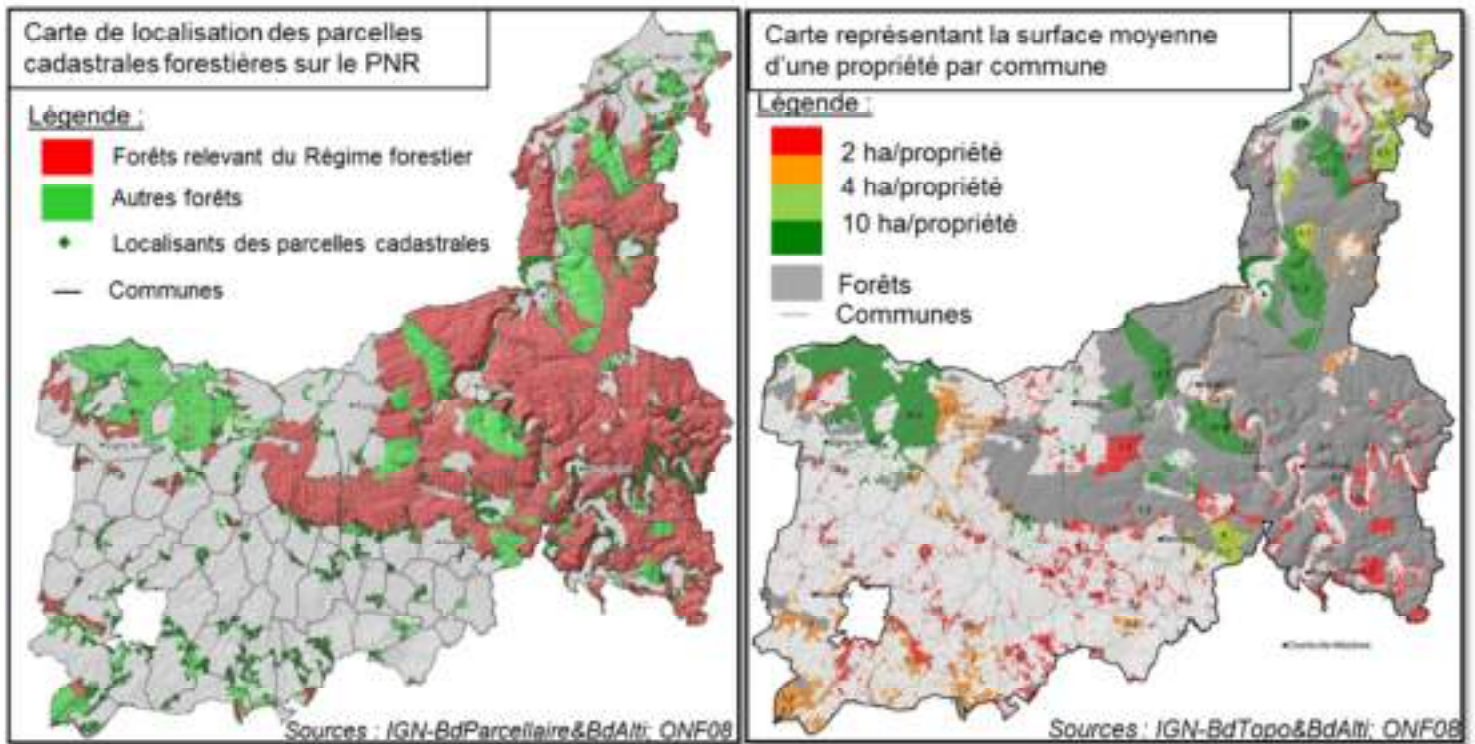 Carte de localisation des parcelles
cadastrales forestières sur le PNR
Légende :
Forêts relevant du Régime forestier
Autres forêts
Localisants des parcelles cadastrales
Communes
Sources : IGN-BdParcellaire&BdAlti; ONF08
Carte représentant la surface moyenne
d'une propriété par commune
Légende :
2 ha/propriété
4 ha/propriété
10 ha/propriété
Forêts
Communes
Sources : IGN-BdTopo&BdAlti; ONF08